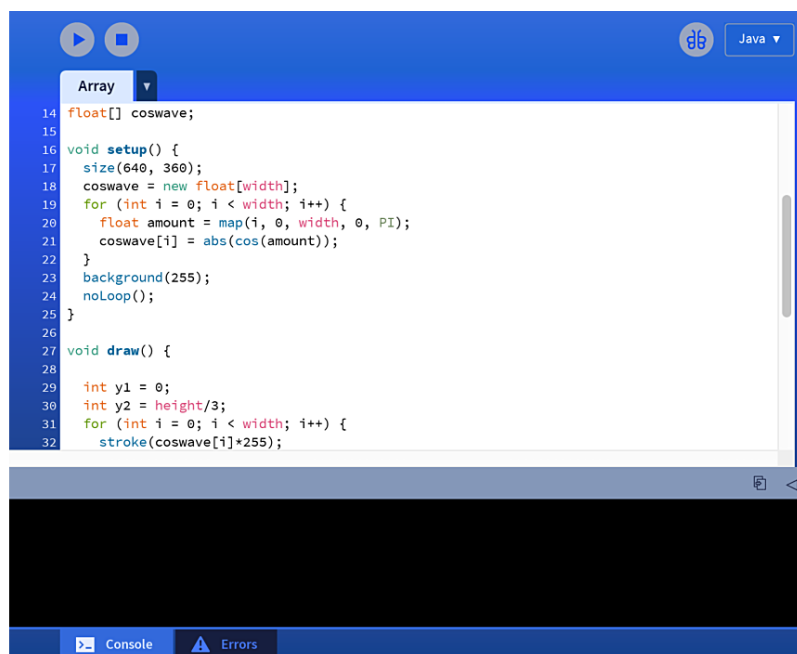 Java ▼
Array ▼
14 float[] coswave;
15
16 void setup() {
17   size(640, 360);
18   coswave = new float[width];
19   for (int i = 0; i < width; i++) {
20     float amount = map(i, 0, width, 0, PI);
21     coswave[i] = abs(cos(amount));
22   }
23   background(255);
24   noLoop();
25 }
26
27 void draw() {
28
29   int y1 = 0;
30   int y2 = height/3;
31   for (int i = 0; i < width; i++) {
32     stroke(coswave[i]*255);
>_ Console Errors